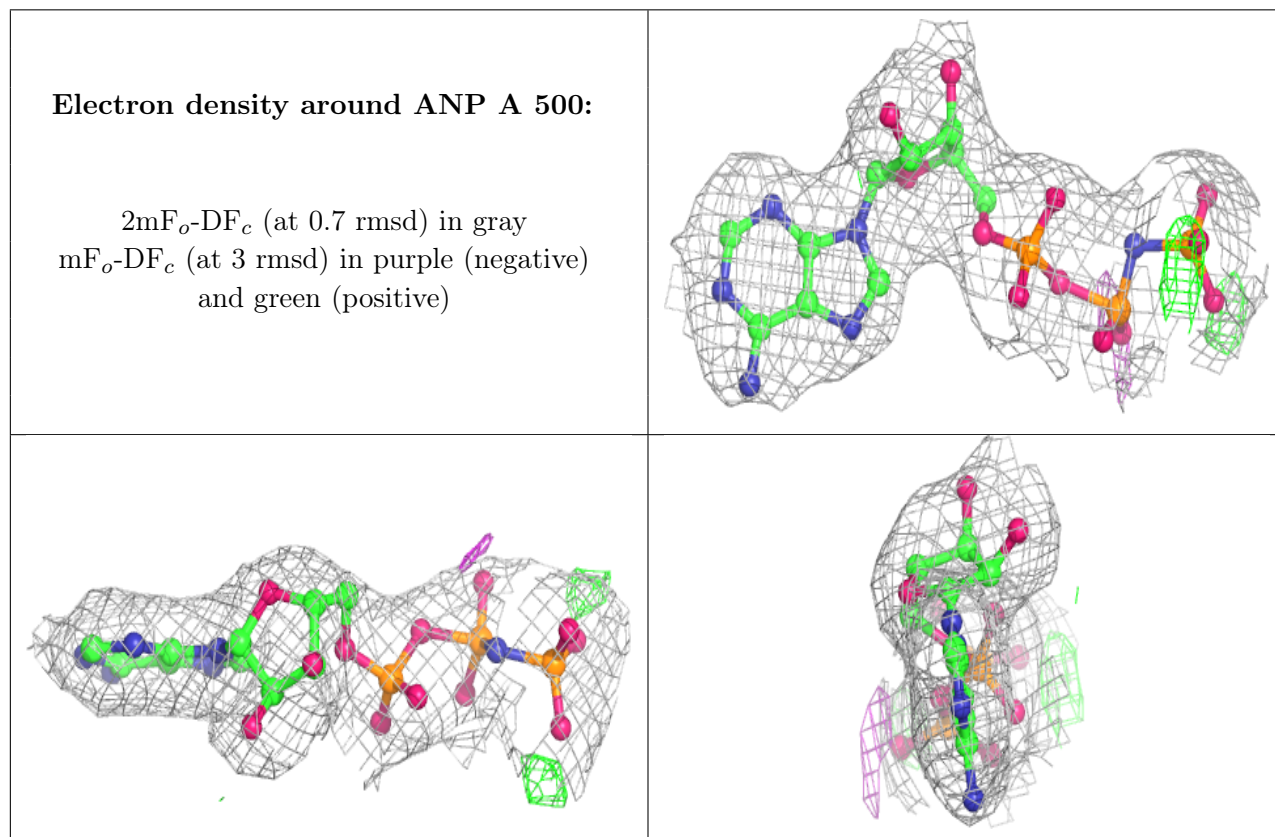 Electron density around ANP A 500:
2mFo-DFc (at 0.7 rmsd) in gray
mFo-DFc (at 3 rmsd) in purple (negative)
and green (positive)